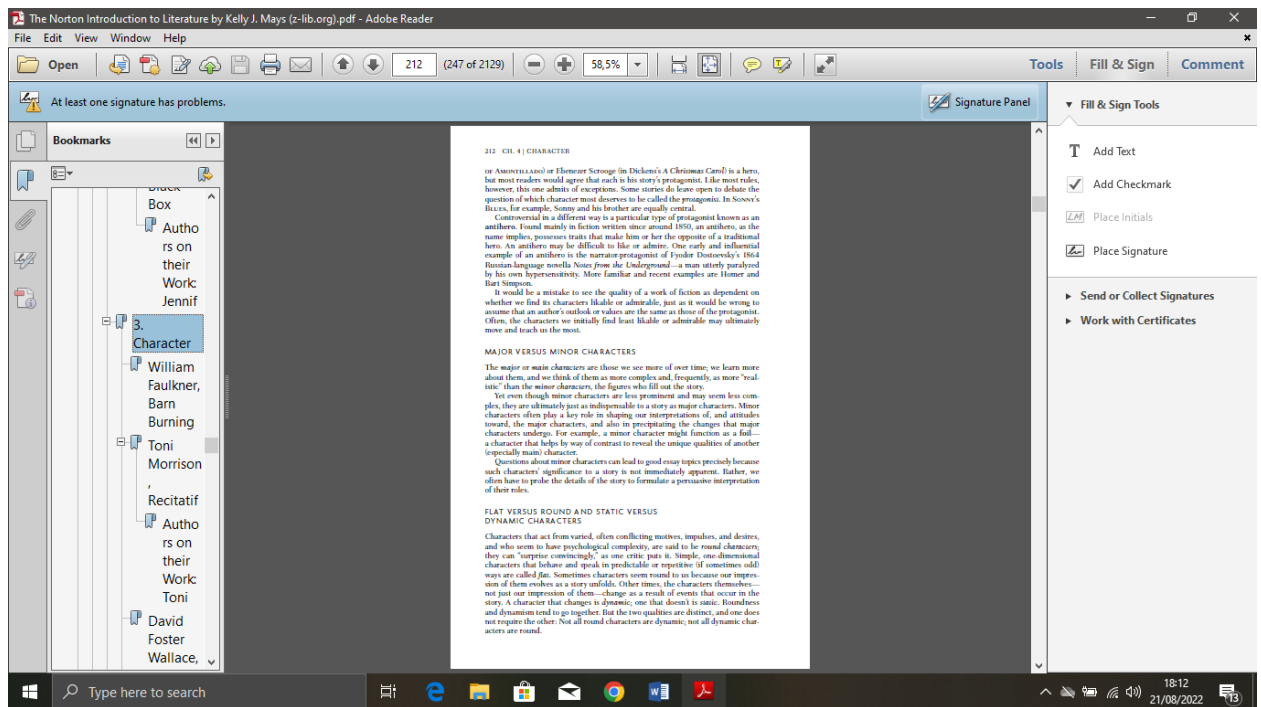 The Norton Introduction to Literature by Kelly J. Mays (z-lib.org).pdf - Adobe Reader
File Edit View Window Help
Open 212 (247 of 2129) 58,5% Tools Fill & Sign Comment
At least one signature has problems. Signature Panel
Bookmarks
Black
Box
Autho
rs on
their
Work:
Jennif
3.
Character
William
Faulkner,
Barn
Burning
Toni
Morrison
,
Recitatif
Autho
rs on
their
Work:
Toni
David
Foster
Wallace,
212 CH. 4 | CHARACTER
of Amontillado) or Ebenezer Scrooge (in Dickens's A Christmas Carol) is a hero,
but most readers would agree that each is his story's protagonist. Like most rules,
however, this one admits of exceptions. Some stories do leave open to debate the
question of which character most deserves to be called the protagonist. In Sonny's
Blues, for example, Sonny and his brother are equally central.
Controversial in a different way is a particular type of protagonist known as an
antihero. Found mainly in fiction written since around 1850, an antihero, as the
name implies, possesses traits that make him or her the opposite of a traditional
hero. An antihero may be difficult to like or admire. One early and influential
example of an antihero is the narrator-protagonist of Fyodor Dostoevsky's 1864
Russian-language novella Notes from the Underground—a man utterly paralyzed
by his own hypersensitivity. More familiar and recent examples are Homer and
Bart Simpson.
It would be a mistake to see the quality of a work of fiction as dependent on
whether we find its characters likable or admirable, just as it would be wrong to
assume that an author's outlook or values are the same as those of the protagonist.
Often, the characters we initially find least likable or admirable may ultimately
move and teach us the most.
MAJOR VERSUS MINOR CHARACTERS
The major or main characters are those we see more of over time; we learn more
about them, and we think of them as more complex and, frequently, as more "real-
istic" than the minor characters, the figures who fill out the story.
Yet even though minor characters are less prominent and may seem less com-
plex, they are ultimately just as indispensable to a story as major characters. Minor
characters often play a key role in shaping our interpretations of, and attitudes
toward, the major characters, and also in precipitating the changes that major
characters undergo. For example, a minor character might function as a foil—
a character that helps by way of contrast to reveal the unique qualities of another
(especially main) character.
Questions about minor characters can lead to good essay topics precisely because
such characters' significance to a story is not immediately apparent. Rather, we
often have to probe the details of the story to formulate a persuasive interpretation
of their roles.
FLAT VERSUS ROUND AND STATIC VERSUS
DYNAMIC CHARACTERS
Characters that act from varied, often conflicting motives, impulses, and desires,
and who seem to have psychological complexity, are said to be round characters;
they can "surprise convincingly," as one critic puts it. Simple, one-dimensional
characters that behave and speak in predictable or repetitive (if sometimes odd)
ways are called flat. Sometimes characters seem round to us because our impres-
sion of them evolves as a story unfolds. Other times, the characters themselves—
not just our impression of them—change as a result of events that occur in the
story. A character that changes is dynamic; one that doesn't is static. Roundness
and dynamism tend to go together. But the two qualities are distinct, and one does
not require the other: Not all round characters are dynamic; not all dynamic char-
acters are round.
Fill & Sign Tools
T Add Text
Add Checkmark
LM Place Initials
Place Signature
Send or Collect Signatures
Work with Certificates
Type here to search
18:12
21/08/2022
13